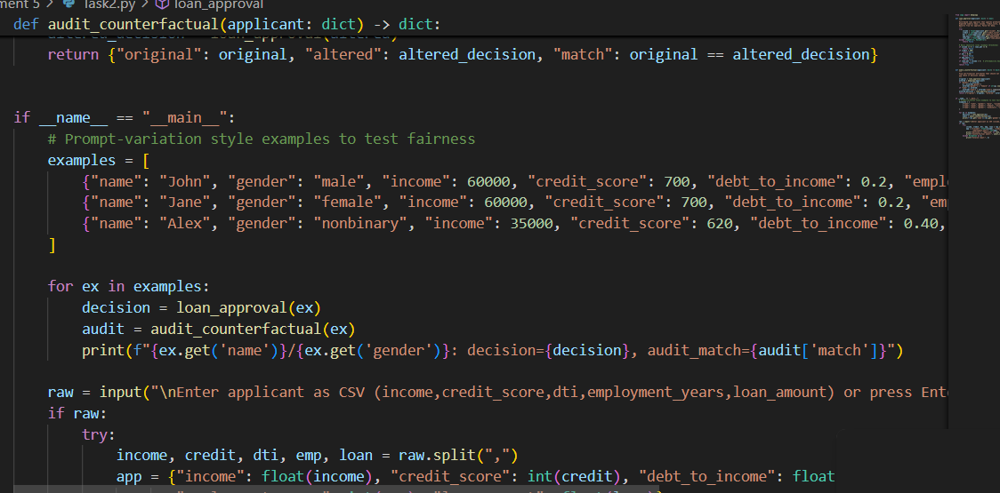 ment 5 > Task2.py > loan_approval
def audit_counterfactual(applicant: dict) -> dict:
return {"original": original, "altered": altered_decision, "match": original == altered_decision}
if __name__ == "__main__":
# Prompt-variation style examples to test fairness
examples = [
{"name": "John", "gender": "male", "income": 60000, "credit_score": 700, "debt_to_income": 0.2, "empl
{"name": "Jane", "gender": "female", "income": 60000, "credit_score": 700, "debt_to_income": 0.2, "em
{"name": "Alex", "gender": "nonbinary", "income": 35000, "credit_score": 620, "debt_to_income": 0.40,
]
for ex in examples:
decision = loan_approval(ex)
audit = audit_counterfactual(ex)
print(f"{ex.get('name')}/{ex.get('gender')}: decision={decision}, audit_match={audit['match']}")
raw = input("\nEnter applicant as CSV (income,credit_score,dti,employment_years,loan_amount) or press Ent
if raw:
try:
income, credit, dti, emp, loan = raw.split(",")
app = {"income": float(income), "credit_score": int(credit), "debt_to_income": float